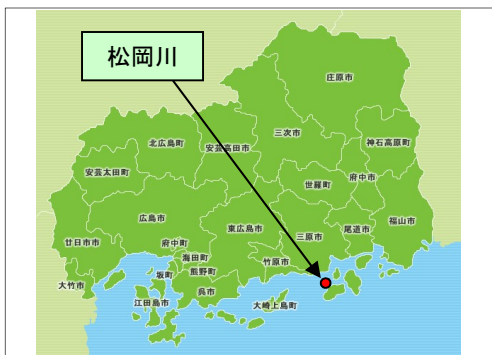 松岡川
庄原市
三次市
北広島町
安芸高田市
神石高原町
安芸太田町
世羅町
府中市
広島市
東広島市
三原市
尾道市
福山市
廿日市市
府中町
海田町
坂町
熊野町
竹原市
大竹市
江田島市
呉市
大崎上島町